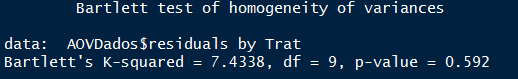 Bartlett test of homogeneity of variances
data: AOVDados$residuals by Trat
Bartlett's K-squared = 7.4338, df = 9, p-value = 0.592